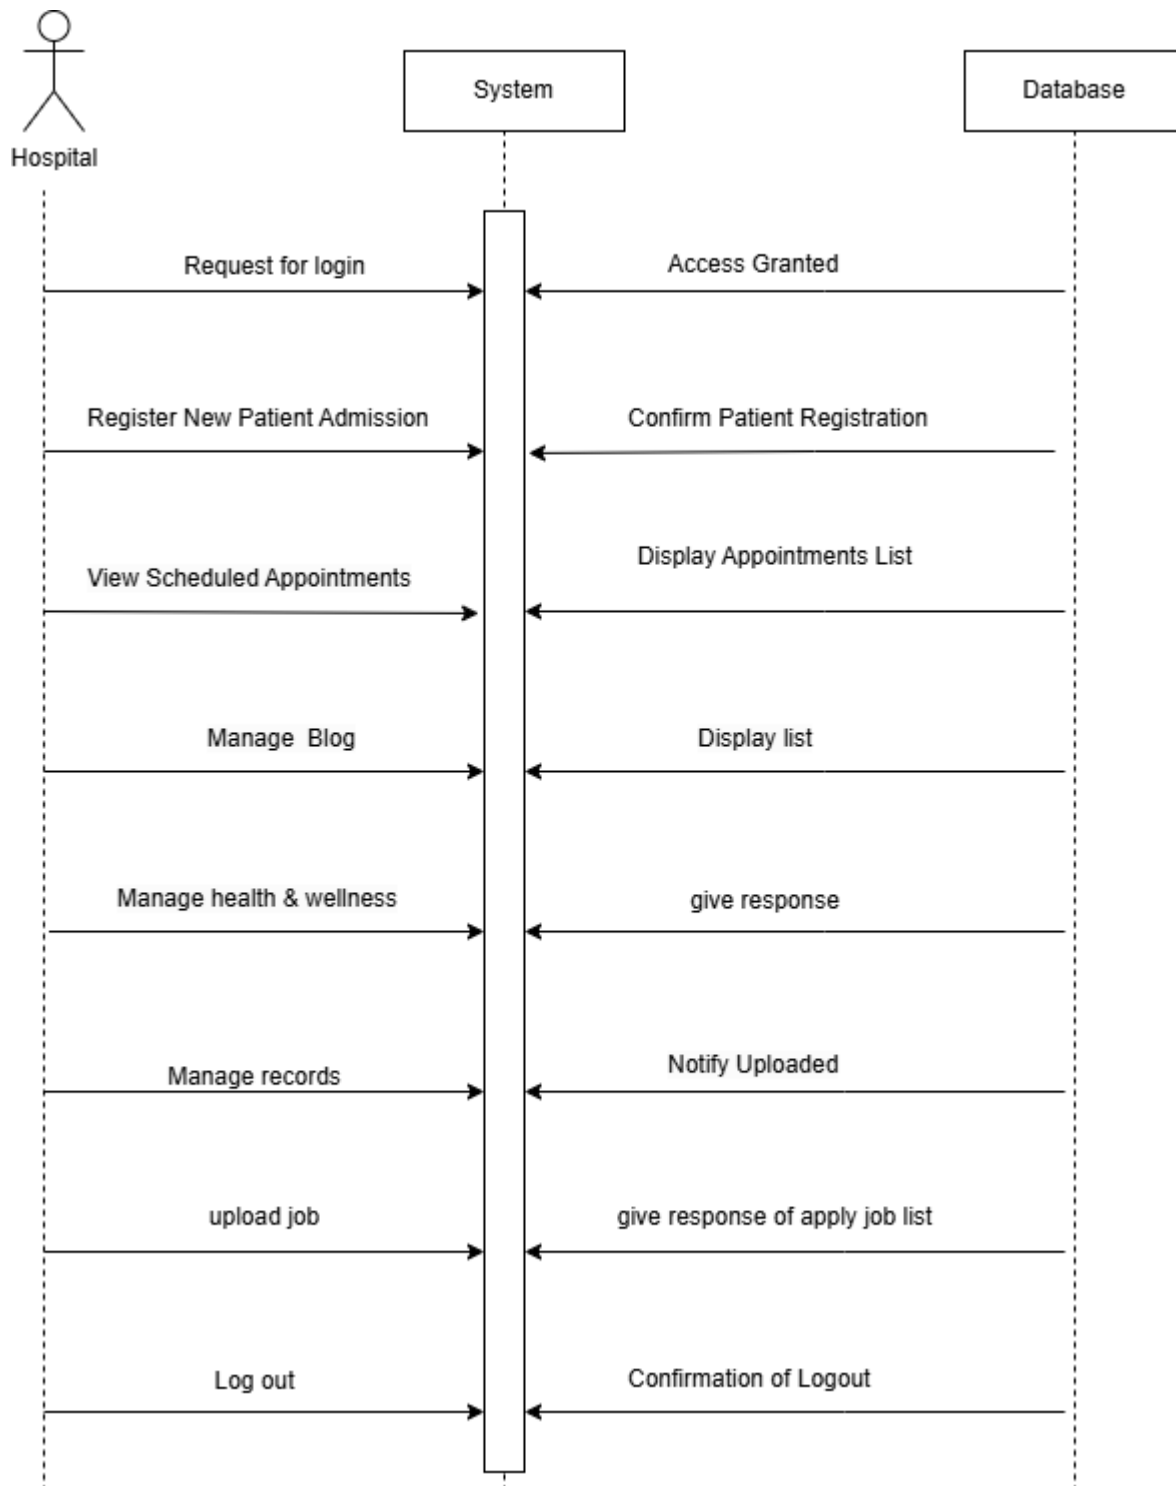 System
Database
Hospital
Request for login
Access Granted
Register New Patient Admission
Confirm Patient Registration
View Scheduled Appointments
Display Appointments List
Manage  Blog
Display list
Manage health & wellness
give response
Manage records
Notify Uploaded
upload job
give response of apply job list
Log out
Confirmation of Logout